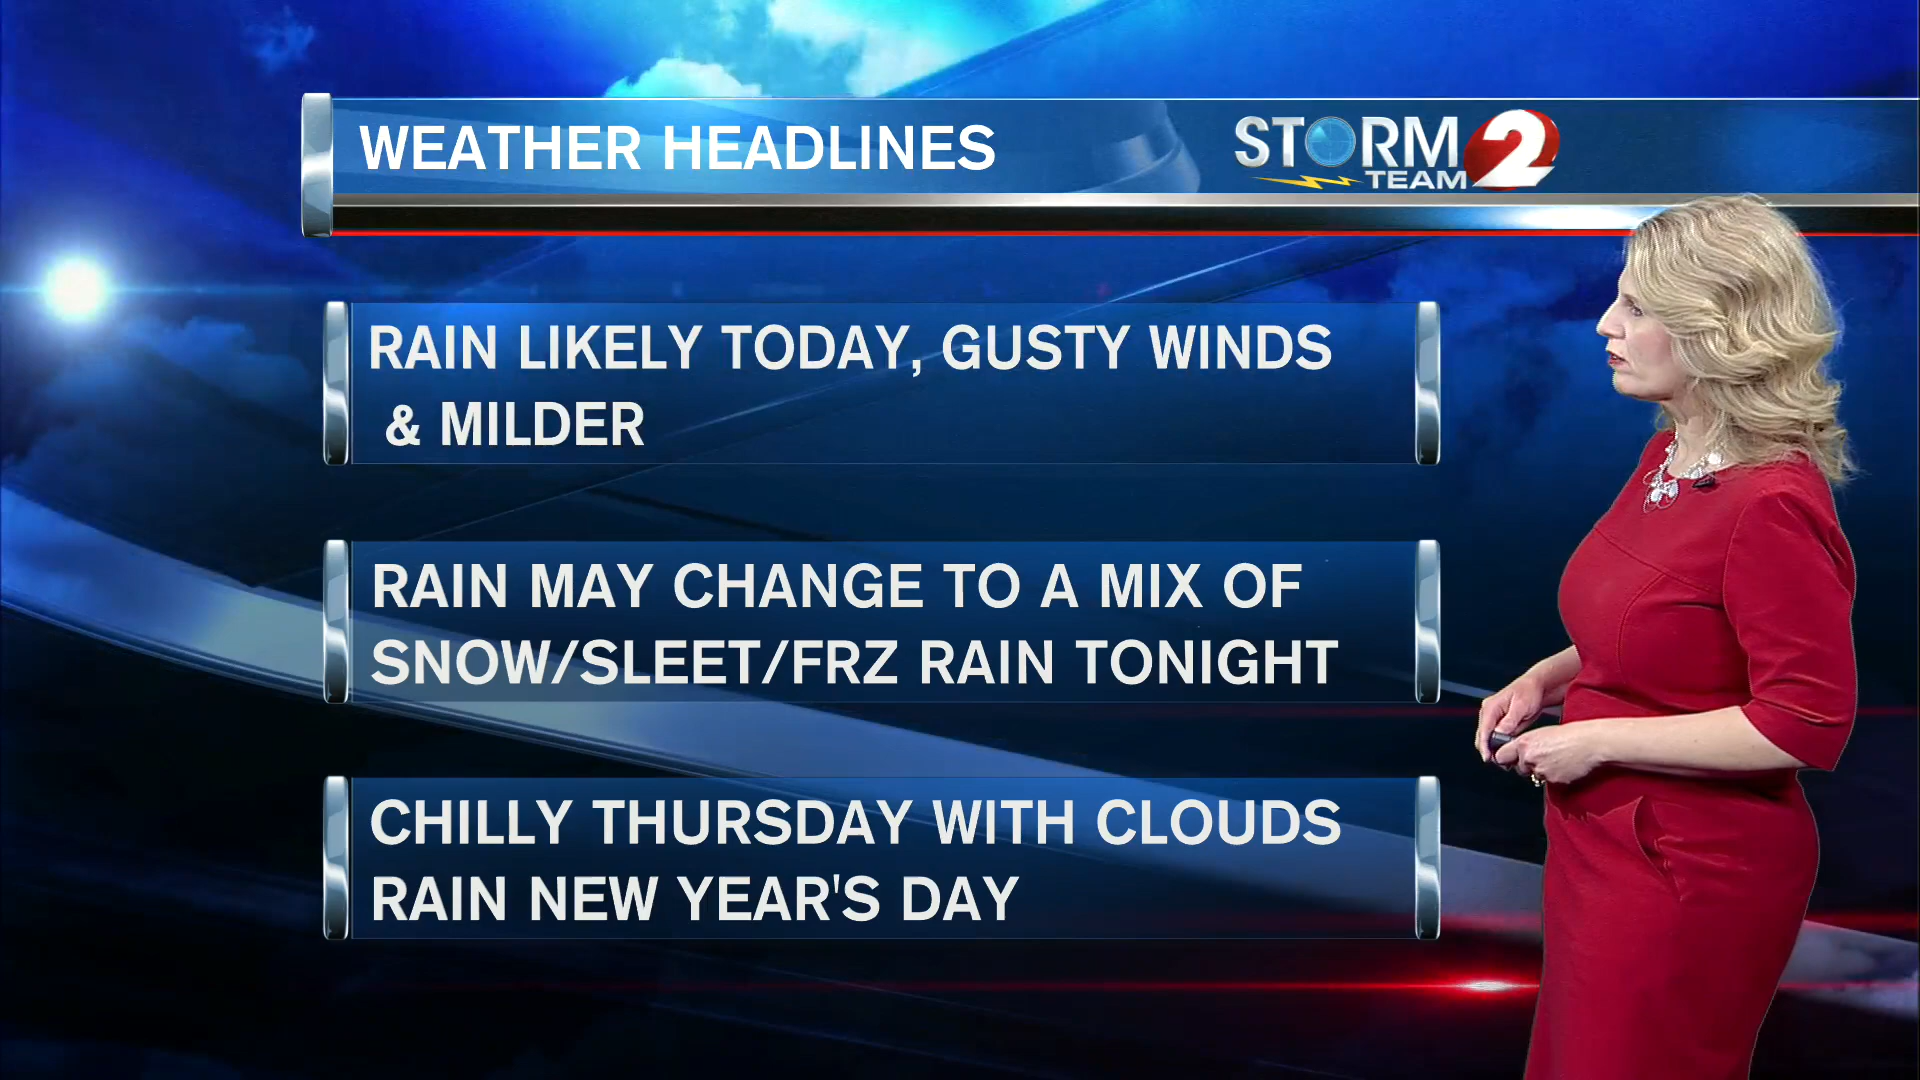 WEATHER HEADLINES
STORM
TEAM 2
RAIN LIKELY TODAY, GUSTY WINDS
& MILDER
RAIN MAY CHANGE TO A MIX OF
SNOW/SLEET/FRZ RAIN TONIGHT
CHILLY THURSDAY WITH CLOUDS
RAIN NEW YEAR'S DAY